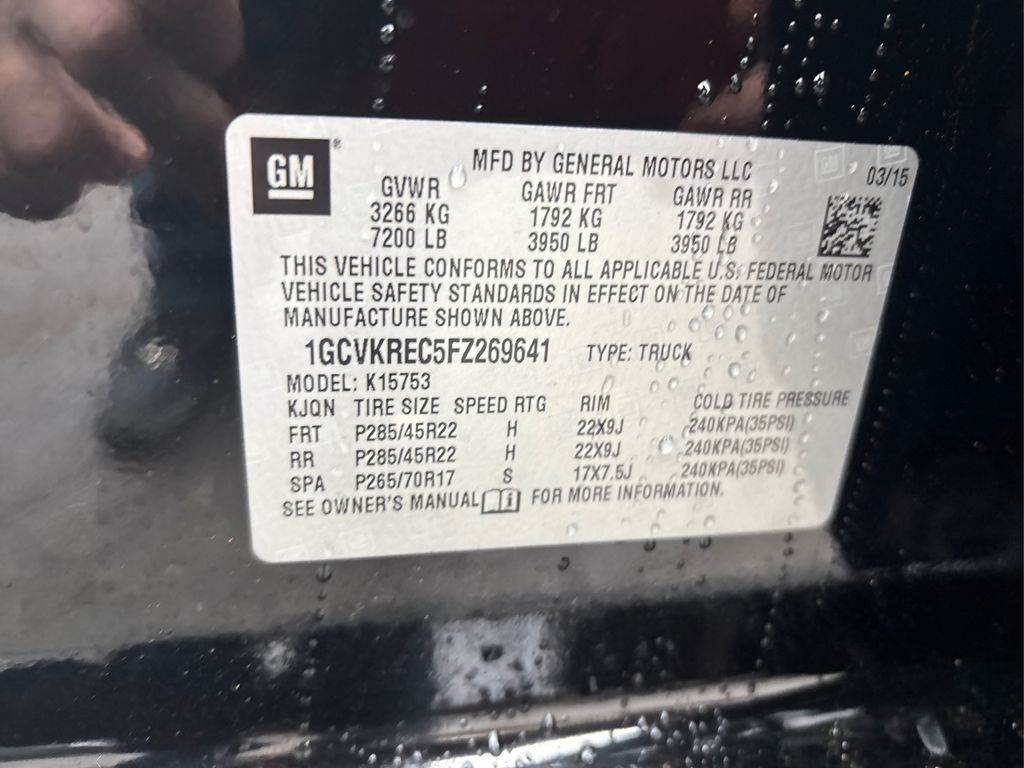 GM ®
MFD BY GENERAL MOTORS LLC 03/15
GVWR GAWR FRT GAWR RR
3266 KG 1792 KG 1792 KG
7200 LB 3950 LB 3950 LB
THIS VEHICLE CONFORMS TO ALL APPLICABLE U.S. FEDERAL MOTOR
VEHICLE SAFETY STANDARDS IN EFFECT ON THE DATE OF
MANUFACTURE SHOWN ABOVE.
1GCVKREC5FZ269641 TYPE: TRUCK
MODEL: K15753
KJQN TIRE SIZE SPEED RTG RIM COLD TIRE PRESSURE
FRT P285/45R22 H 22X9J 240KPA(35PSI)
RR P285/45R22 H 22X9J 240KPA(35PSI)
SPA P265/70R17 S 17X7.5J 240KPA(35PSI)
SEE OWNER'S MANUAL i FOR MORE INFORMATION.